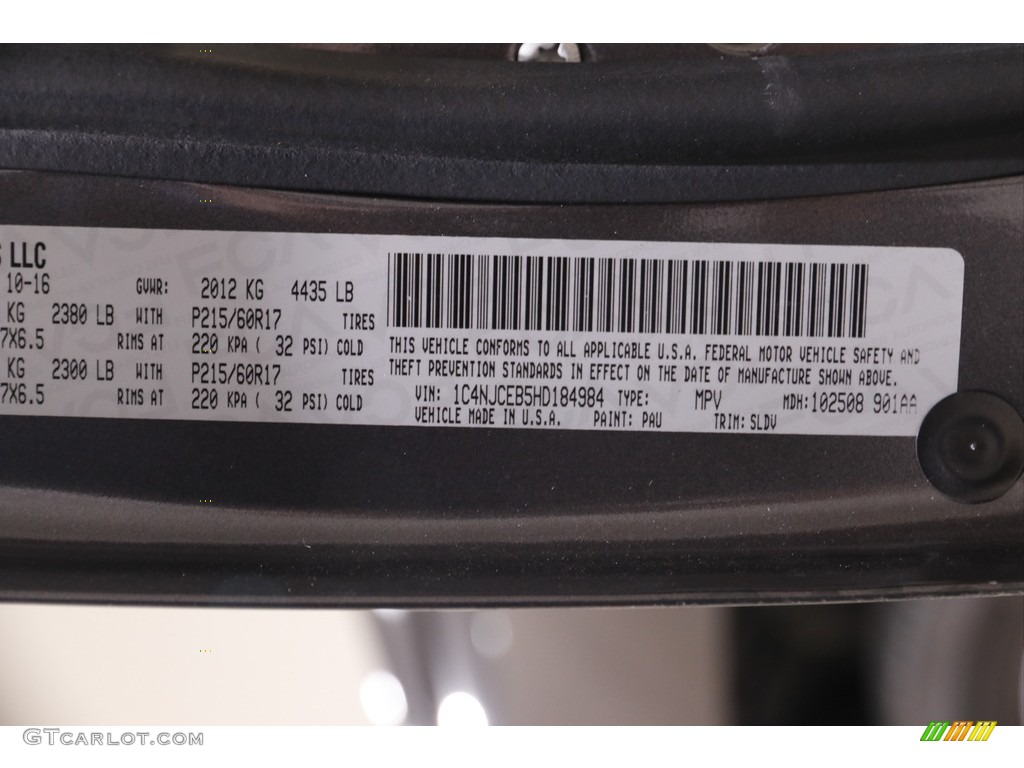 LLC
10-16 GVWR: 2012 KG 4435 LB
KG 2380 LB WITH P215/60R17 TIRES
7X6.5 RIMS AT 220 KPA ( 32 PSI) COLD
KG 2300 LB WITH P215/60R17 TIRES
7X6.5 RIMS AT 220 KPA ( 32 PSI) COLD
THIS VEHICLE CONFORMS TO ALL APPLICABLE U.S.A. FEDERAL MOTOR VEHICLE SAFETY AND
THEFT PREVENTION STANDARDS IN EFFECT ON THE DATE OF MANUFACTURE SHOWN ABOVE.
VIN: 1C4NJCEB5HD184984 TYPE: MPV MDH:102508 901AA
VEHICLE MADE IN U.S.A. PAINT: PAU TRIM: SLDV
GTCarlot.com